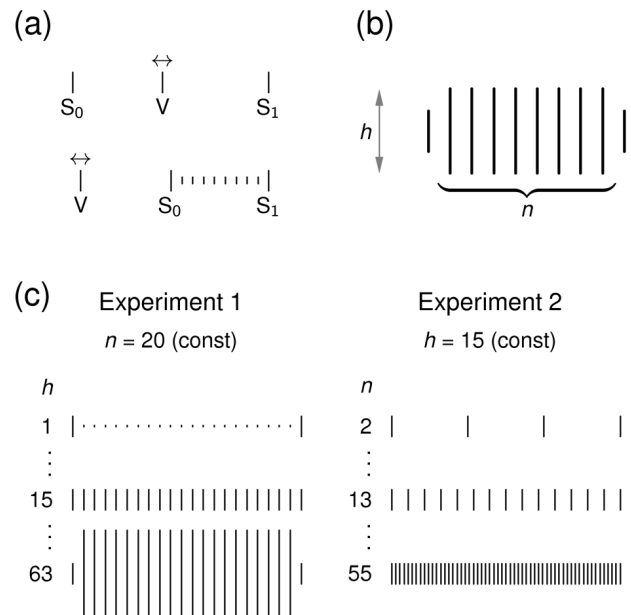 (a)
↔
S₀ V S₁
↔
V S₀ S₁
(b)
h
n
(c)
Experiment 1
n = 20 (const)
h
1
⋮
15
⋮
63
Experiment 2
h = 15 (const)
n
2
⋮
13
⋮
55